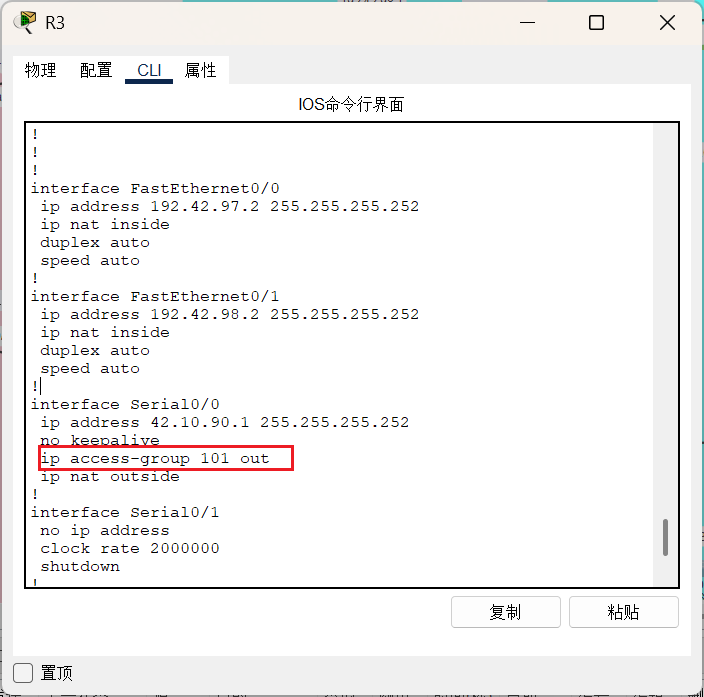 R3
物理 配置 CLI 属性
IOS命令行界面
!
!
!
interface FastEthernet0/0
ip address 192.42.97.2 255.255.255.252
ip nat inside
duplex auto
speed auto
!
interface FastEthernet0/1
ip address 192.42.98.2 255.255.255.252
ip nat inside
duplex auto
speed auto
!
interface Serial0/0
ip address 42.10.90.1 255.255.255.252
no keepalive
ip access-group 101 out
ip nat outside
!
interface Serial0/1
no ip address
clock rate 2000000
shutdown
!
复制 粘贴
置顶